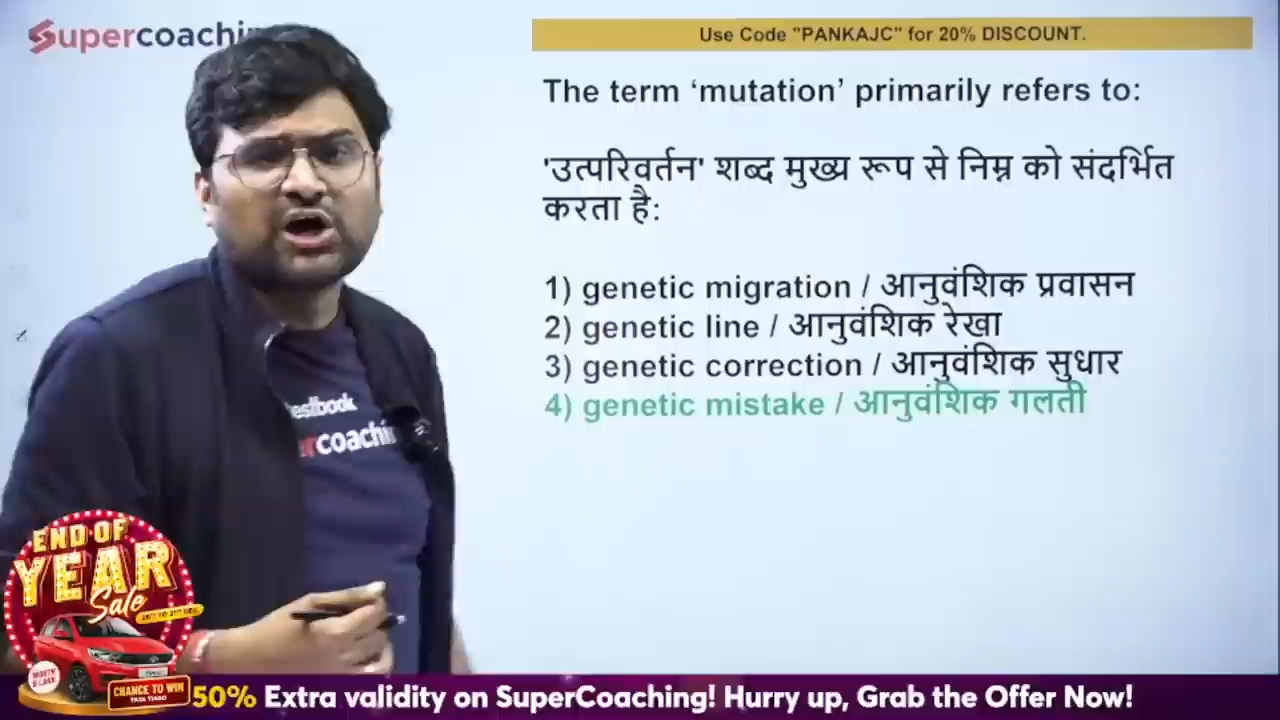 Supercoachi
Use Code "PANKAJC" for 20% DISCOUNT.
The term ‘mutation’ primarily refers to:
'उत्परिवर्तन' शब्द मुख्य रूप से निम्न को संदर्भित
करता है:
1) genetic migration / आनुवंशिक प्रवासन
2) genetic line / आनुवंशिक रेखा
3) genetic correction / आनुवंशिक सुधार
4) genetic mistake / आनुवंशिक गलती
testbook
ercoachin
END OF
YEAR
Sale
CHANCE TO WIN
TATA TIAGO
50% Extra validity on SuperCoaching! Hurry up, Grab the Offer Now!